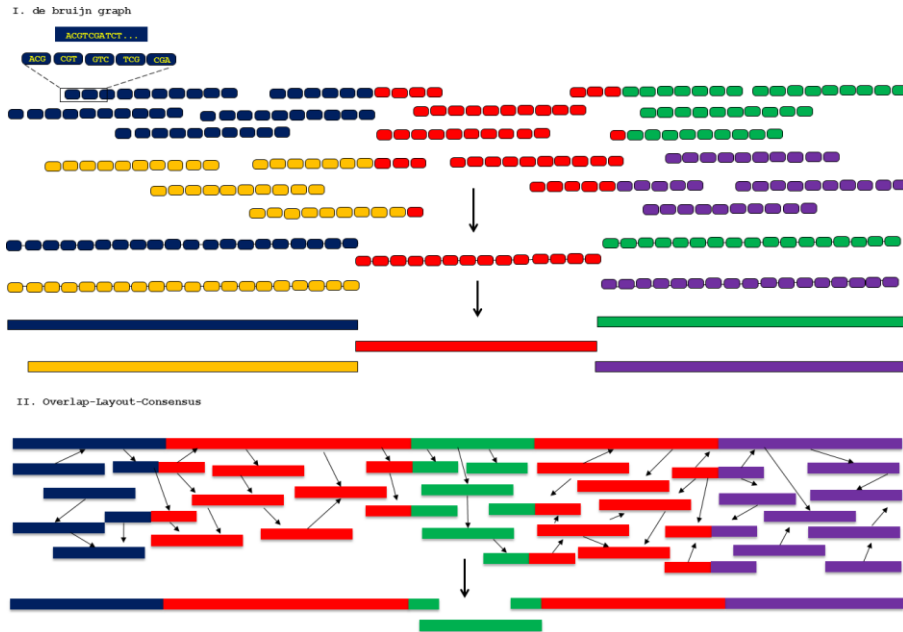 I. de bruijn graph
ACGTCGATCT...
ACG CGT GTC TCG CGA
II. Overlap-Layout-Consensus